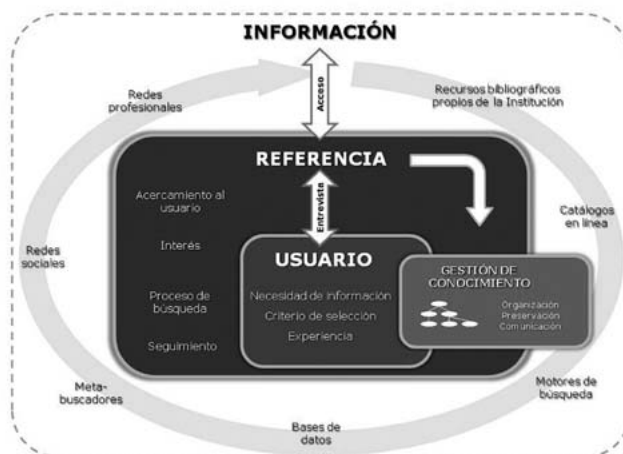 INFORMACIÓN
Acceso
Redes
profesionales
Recursos bibliográficos
propios de la Institución
REFERENCIA
Acercamiento al
usuario
Entrevista
Interés
Catálogos
en línea
Redes
sociales
USUARIO
GESTIÓN DE
CONOCIMIENTO
Proceso de
búsqueda
Necesidad de información
Criterio de selección
Experiencia
Organización
Preservación
Comunicación
Seguimiento
Meta-
buscadores
Motores de
búsqueda
Bases de
datos